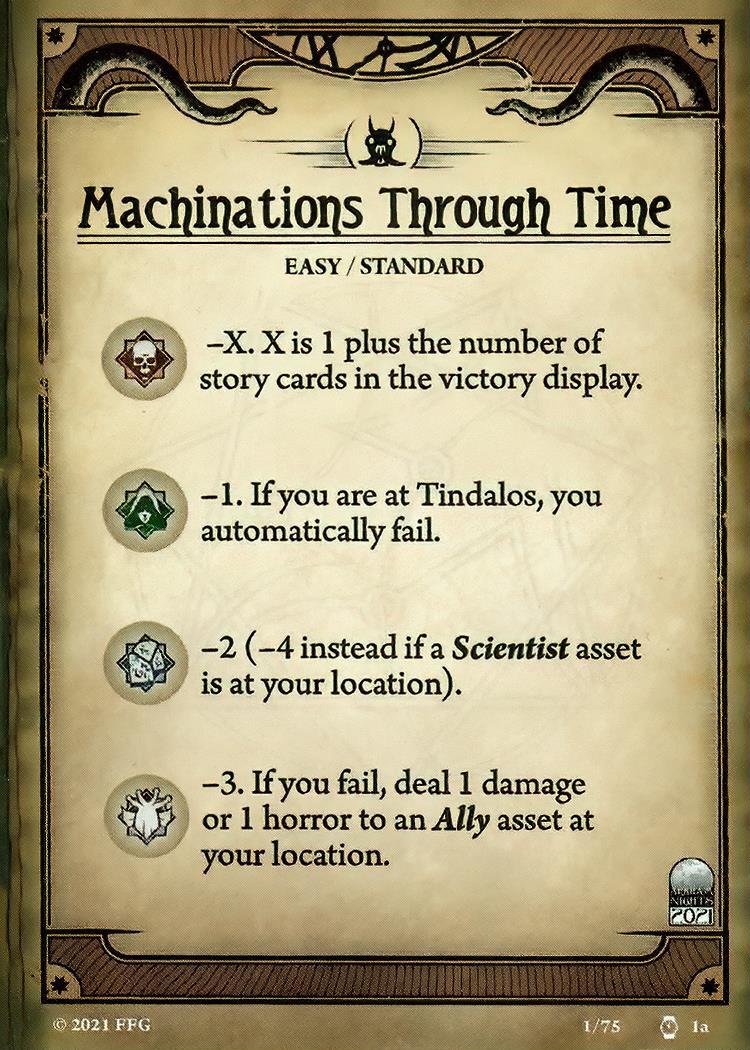 Machinations Through Time
EASY / STANDARD
–X. X is 1 plus the number of
story cards in the victory display.
–1. If you are at Tindalos, you
automatically fail.
–2 (–4 instead if a Scientist asset
is at your location).
–3. If you fail, deal 1 damage
or 1 horror to an Ally asset at
your location.
ARKHAM
NIGHTS
2021
© 2021 FFG
1/75
1a